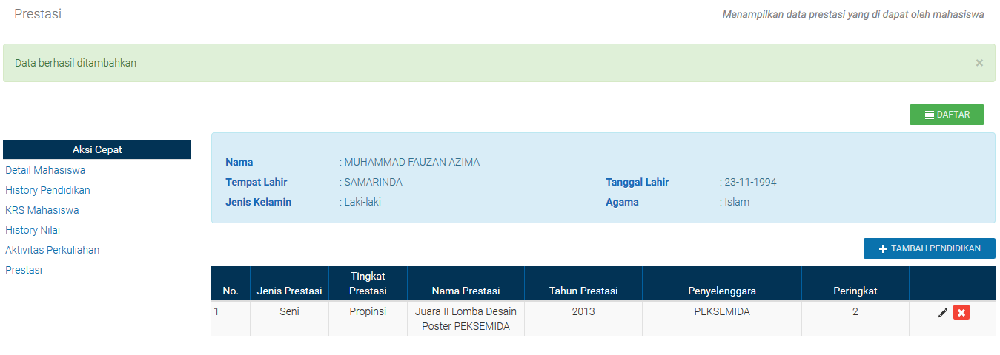 Prestasi
Menampilkan data prestasi yang di dapat oleh mahasiswa
Data berhasil ditambahkan
×
DAFTAR
Aksi Cepat
Detail Mahasiswa
History Pendidikan
KRS Mahasiswa
History Nilai
Aktivitas Perkuliahan
Prestasi
Nama : MUHAMMAD FAUZAN AZIMA
Tempat Lahir : SAMARINDA Tanggal Lahir : 23-11-1994
Jenis Kelamin : Laki-laki Agama : Islam
TAMBAH PENDIDIKAN
No. Jenis Prestasi Tingkat Prestasi Nama Prestasi Tahun Prestasi Penyelenggara Peringkat
1 Seni Propinsi Juara II Lomba Desain Poster PEKSEMIDA 2013 PEKSEMIDA 2